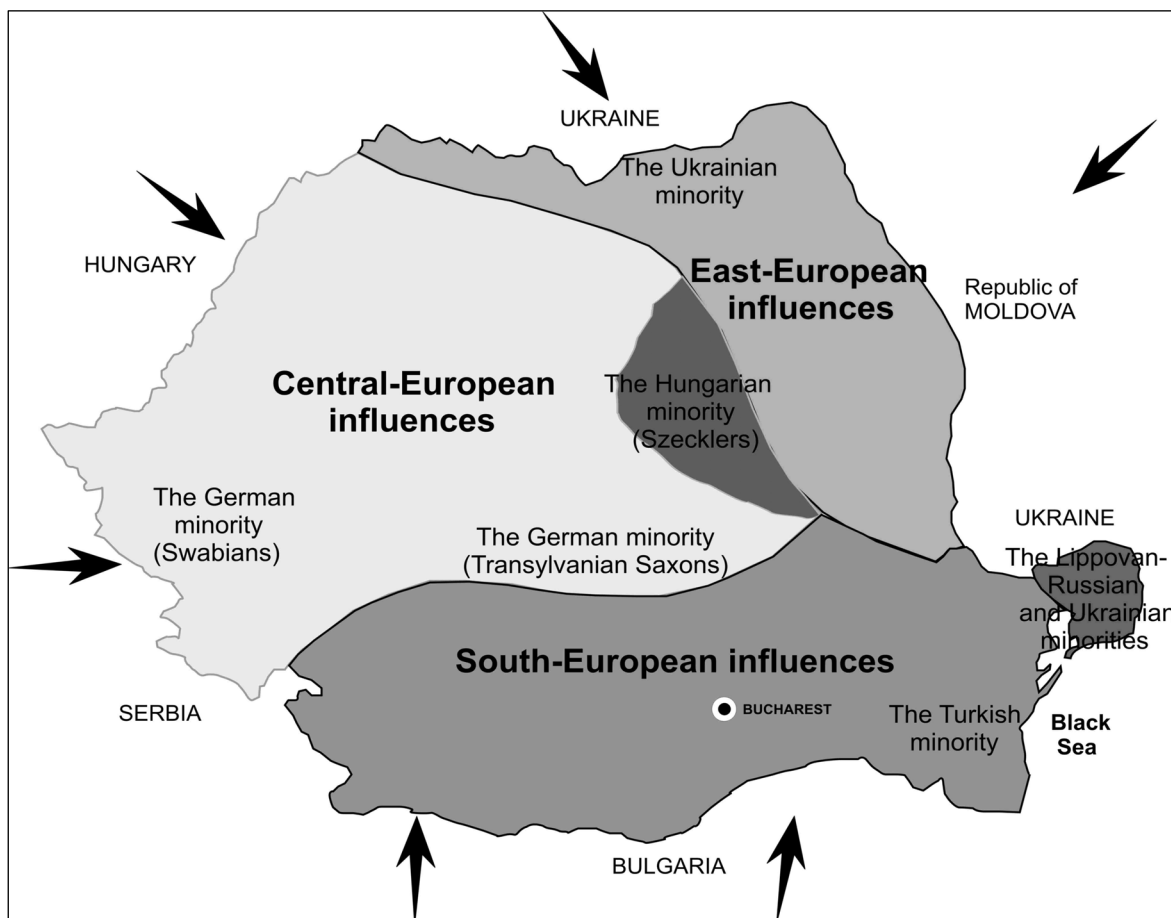 UKRAINE
The Ukrainian
minority
HUNGARY
East-European
influences
Republic of
MOLDOVA
Central-European
influences
The Hungarian
minority
(Szecklers)
The German
minority
(Swabians)
The German minority
(Transylvanian Saxons)
UKRAINE
The Lippovan-
Russian
and Ukrainian
minorities
South-European influences
SERBIA
BUCHAREST
The Turkish
minority
Black
Sea
BULGARIA